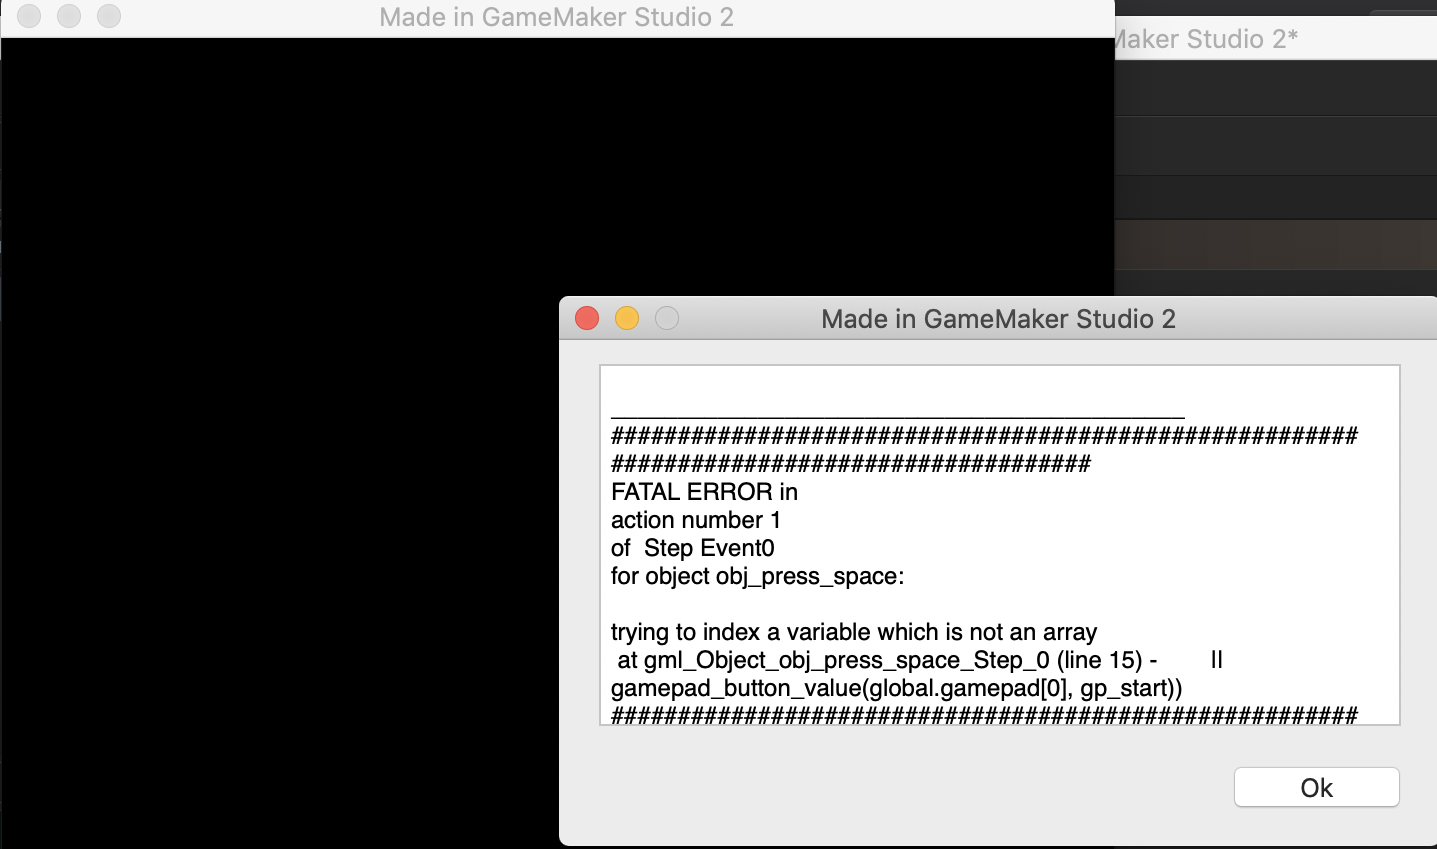 Made in GameMaker Studio 2
Maker Studio 2*
Made in GameMaker Studio 2
___________________________________________
########################################################
####################################
FATAL ERROR in
action number 1
of  Step Event0
for object obj_press_space:
trying to index a variable which is not an array
 at gml_Object_obj_press_space_Step_0 (line 15) -        ||
gamepad_button_value(global.gamepad[0], gp_start))
########################################################
Ok